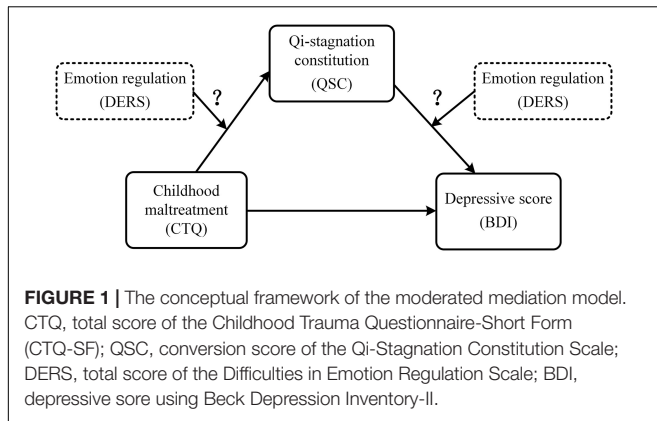 Qi-stagnation
constitution
(QSC)
Emotion regulation
(DERS)
?
?
Emotion regulation
(DERS)
Childhood
maltreatment
(CTQ)
Depressive score
(BDI)
FIGURE 1 | The conceptual framework of the moderated mediation model.
CTQ, total score of the Childhood Trauma Questionnaire-Short Form
(CTQ-SF); QSC, conversion score of the Qi-Stagnation Constitution Scale;
DERS, total score of the Difficulties in Emotion Regulation Scale; BDI,
depressive sore using Beck Depression Inventory-II.